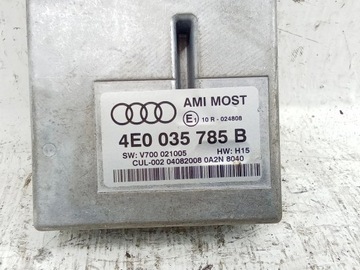 AMI MOST
E1 10 R - 024808
4E0 035 785 B
SW: V700 021005 HW: H15
CUL-002 04082008 0A2N 8040